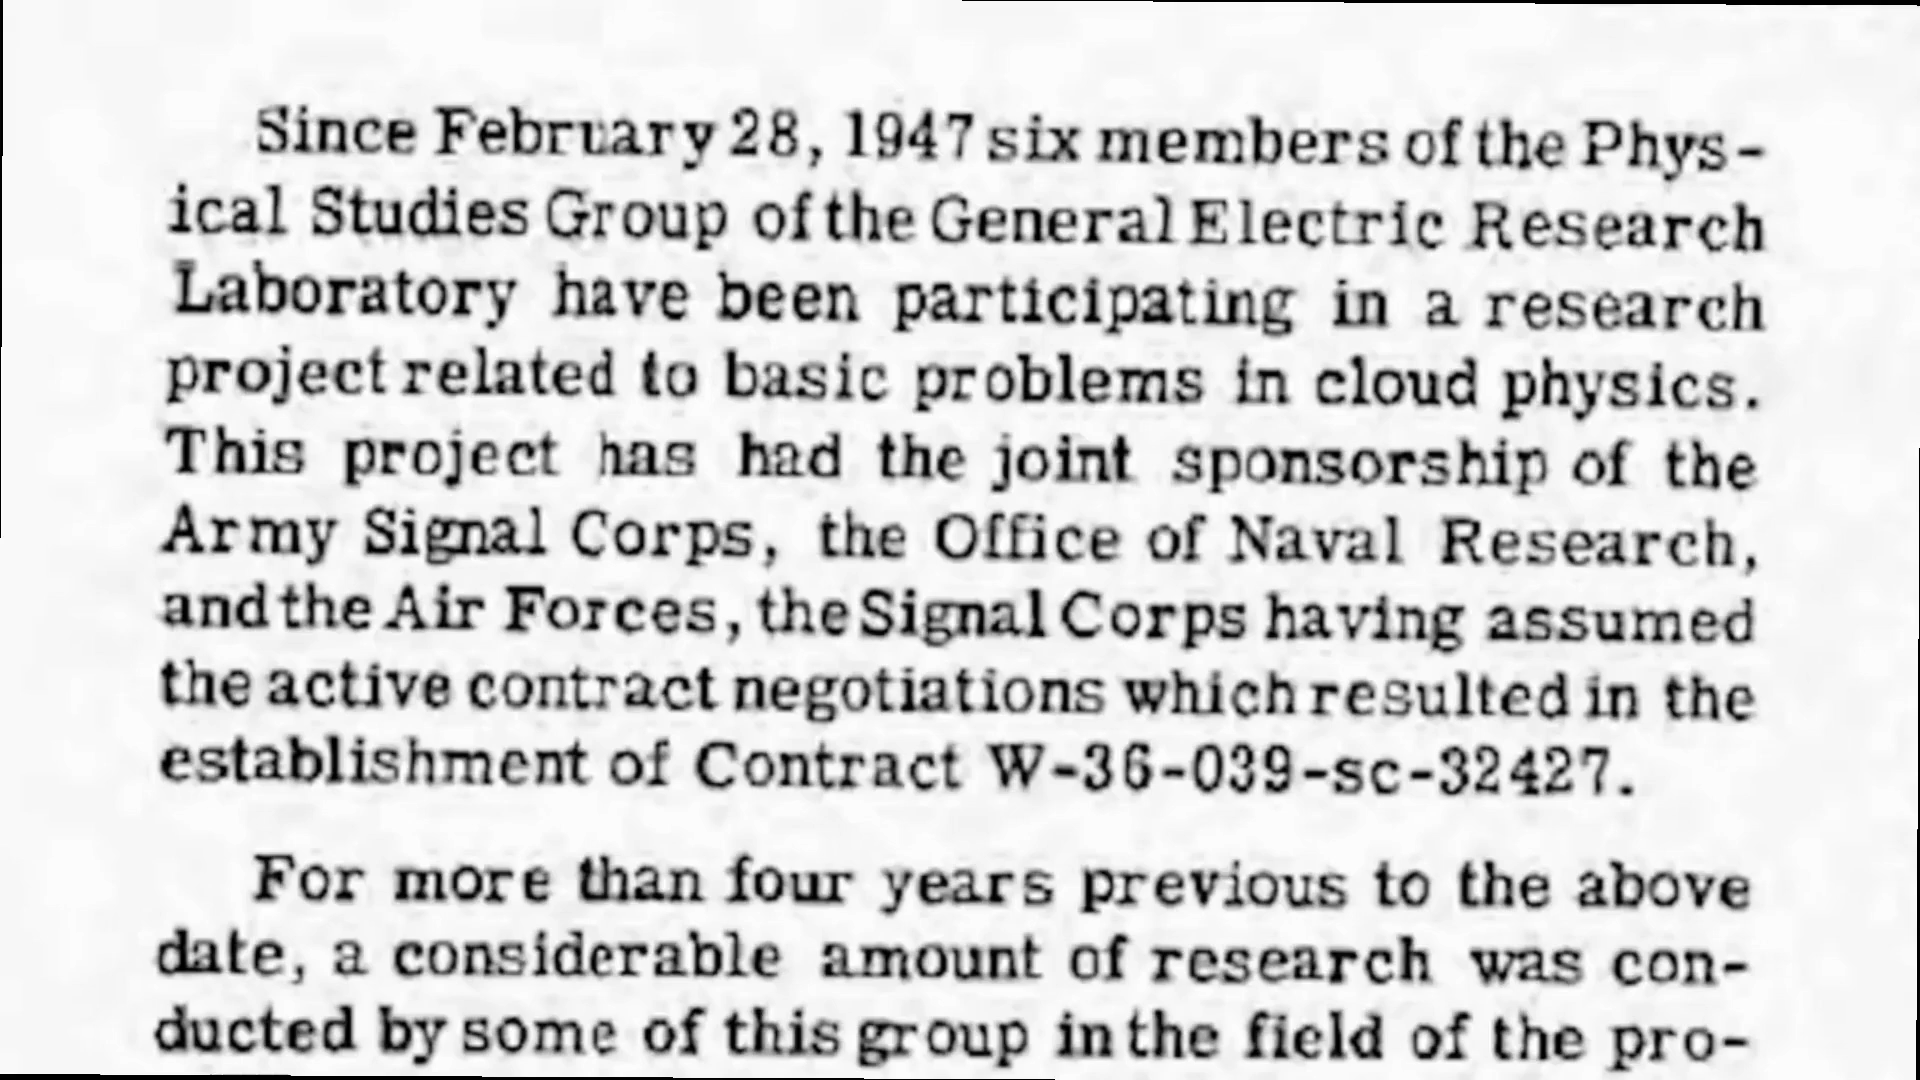 Since February 28, 1947 six members of the Phys-
ical Studies Group of the General Electric Research
Laboratory have been participating in a research
project related to basic problems in cloud physics.
This project has had the joint sponsorship of the
Army Signal Corps, the Office of Naval Research,
and the Air Forces, the Signal Corps having assumed
the active contract negotiations which resulted in the
establishment of Contract W-36-039-sc-32427.
For more than four years previous to the above
date, a considerable amount of research was con-
ducted by some of this group in the field of the pro-